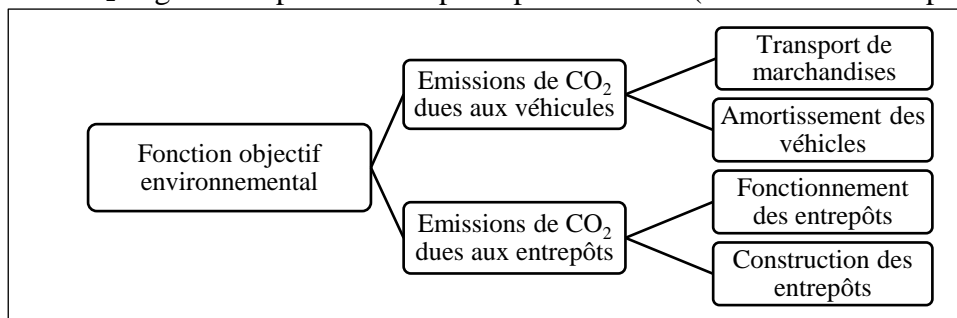 Fonction objectif
environnemental
Emissions de CO₂
dues aux véhicules
Emissions de CO₂
dues aux entrepôts
Transport de
marchandises
Amortissement des
véhicles
Fonctionnement
des entrepôts
Construction des
entrepôts